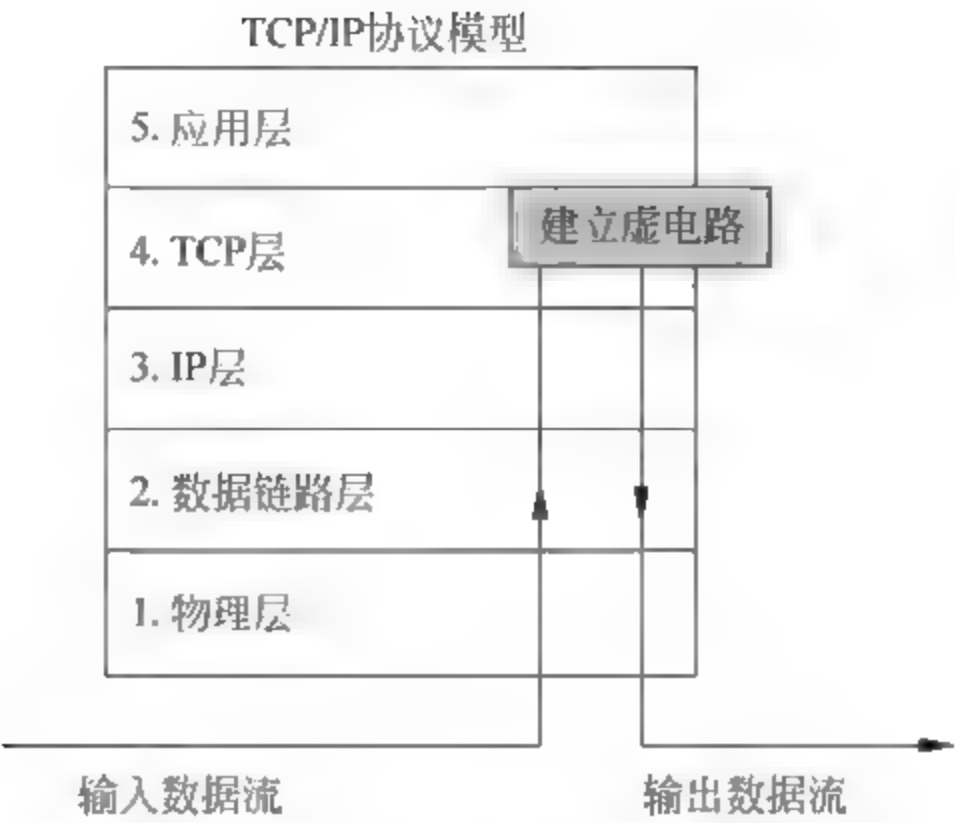 TCP/IP协议模型
5. 应用层
建立虚电路
4. TCP层
3. IP层
2. 数据链路层
1. 物理层
输入数据流
输出数据流